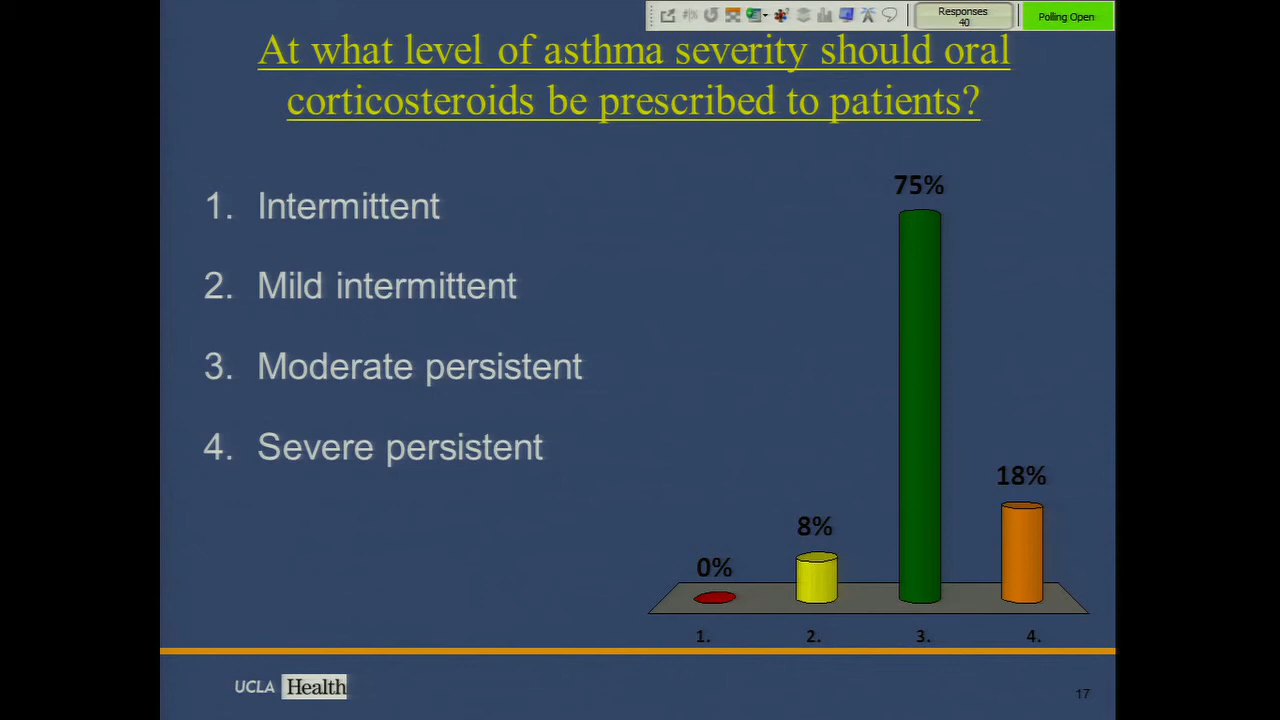 Responses
40
Polling Open
At what level of asthma severity should oral
corticosteroids be prescribed to patients?
1. Intermittent
2. Mild intermittent
3. Moderate persistent
4. Severe persistent
75%
18%
8%
0%
1. 2. 3. 4.
UCLA Health
17